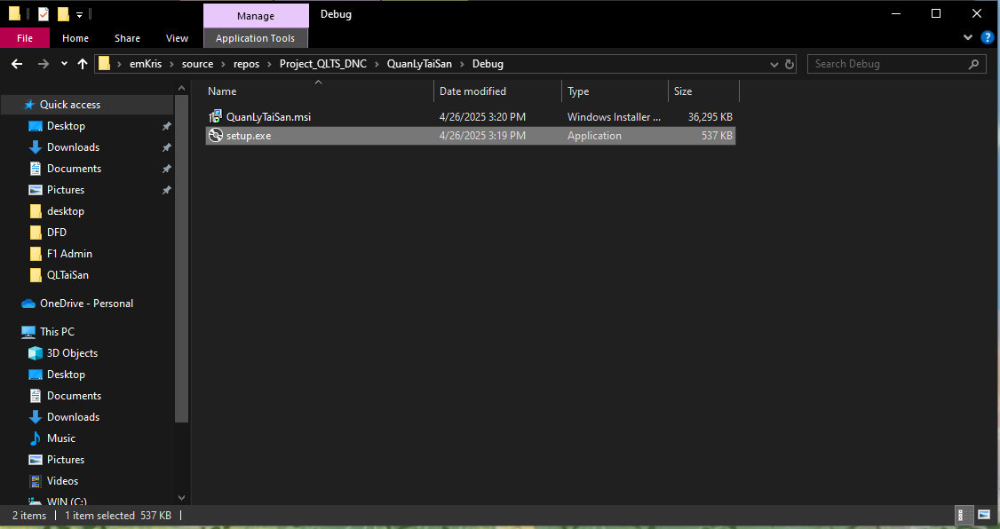 Manage
Debug
File
Home
Share
View
Application Tools
?
emKris > source > repos > Project_QLTS_DNC > QuanLyTaiSan > Debug
Search Debug
Name
Date modified
Type
Size
QuanLyTaiSan.msi
4/26/2025 3:20 PM
Windows Installer ...
36,295 KB
setup.exe
4/26/2025 3:19 PM
Application
537 KB
Quick access
Desktop
Downloads
Documents
Pictures
desktop
DFD
F1 Admin
QLTaiSan
OneDrive - Personal
This PC
3D Objects
Desktop
Documents
Downloads
Music
Pictures
Videos
WIN (C:)
2 items
1 item selected 537 KB